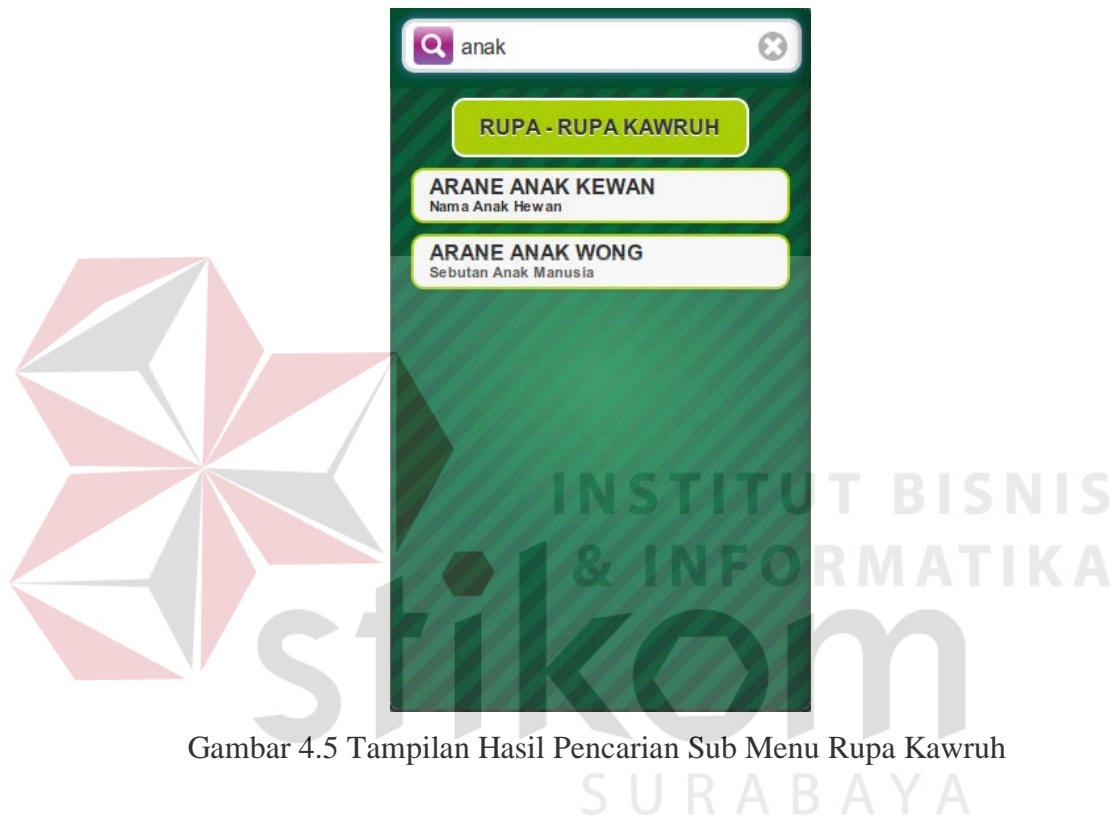 anak
RUPA - RUPA KAWRUH
ARANE ANAK KEWAN
Nama Anak Hewan
ARANE ANAK WONG
Sebutan Anak Manusia
INSTITUT BISNIS
& INFORMATIKA
stikom
Gambar 4.5 Tampilan Hasil Pencarian Sub Menu Rupa Kawruh
SURABAYA